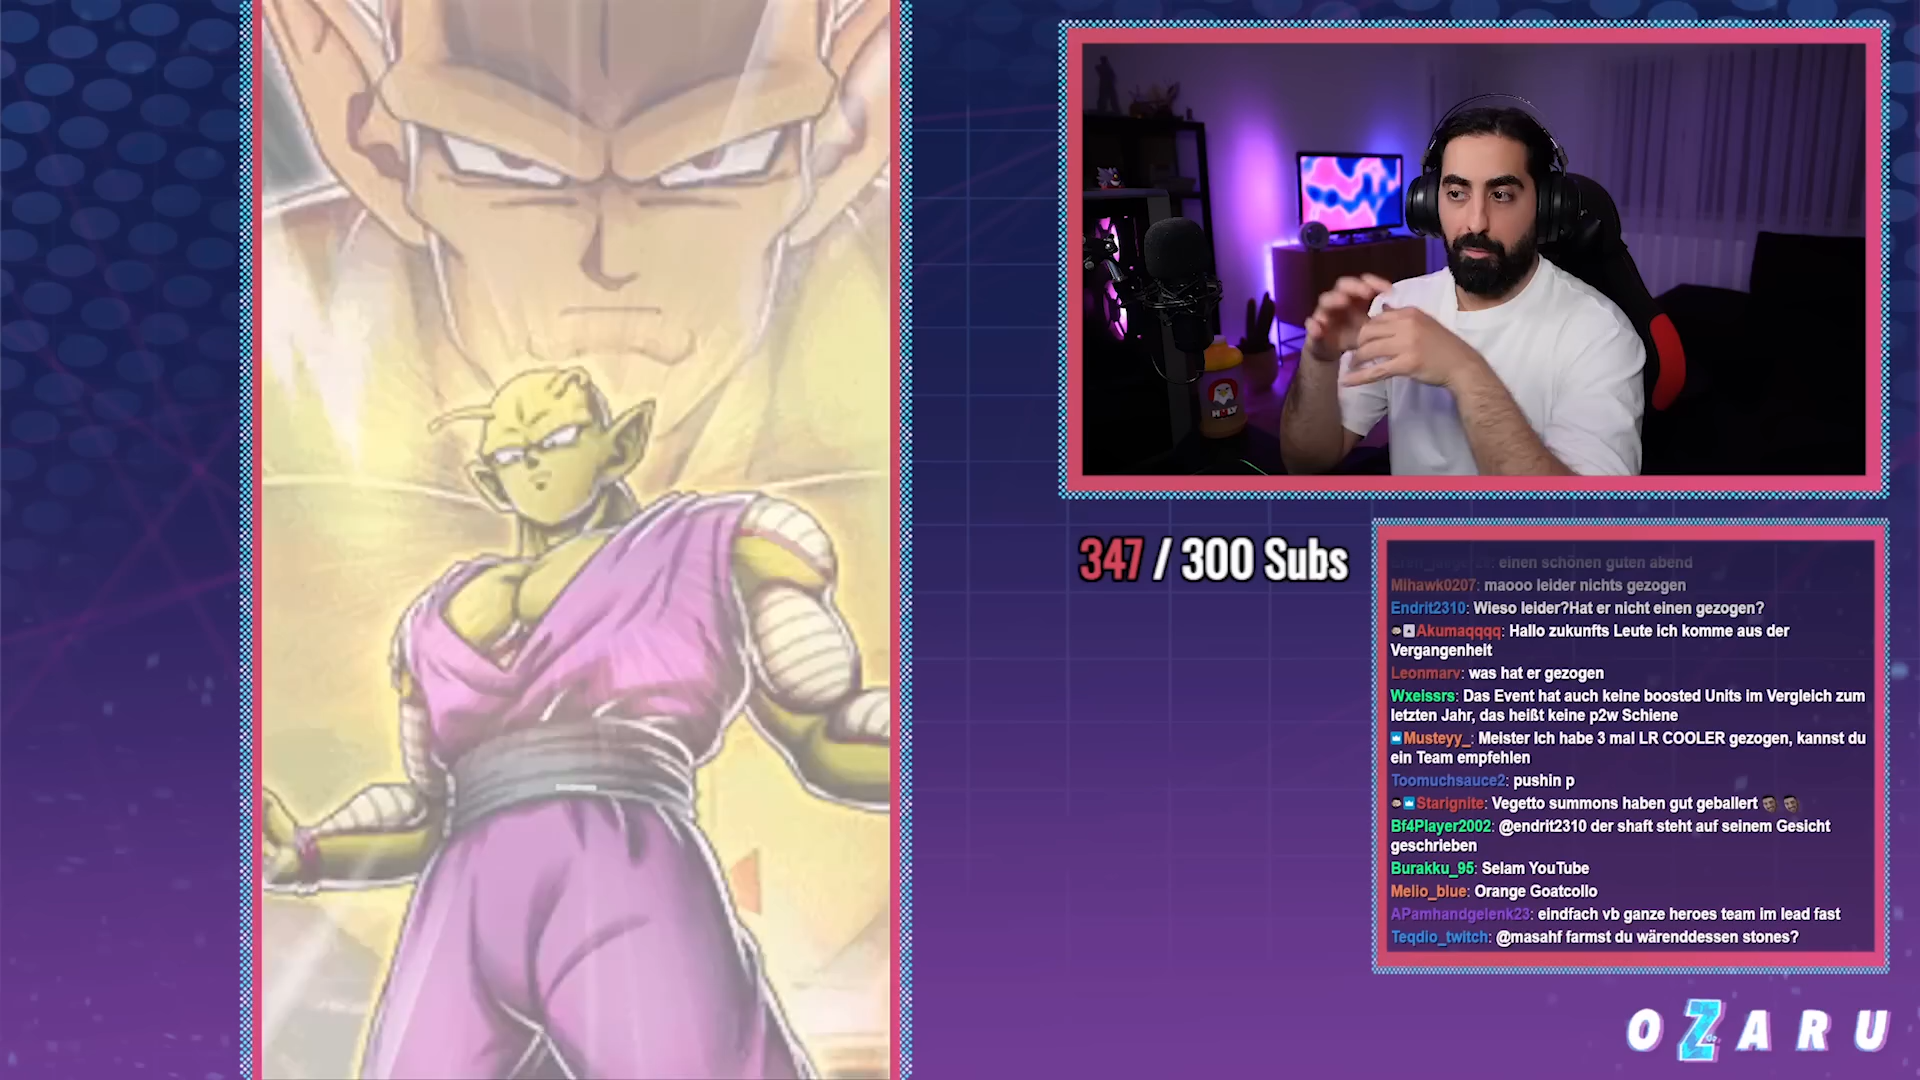 HOLY
347 / 300 Subs
: einen schönen guten abend
MIhawk0207: maooo leider nichts gezogen
Endrit2310: Wieso leider?Hat er nicht einen gezogen?
Akumaqqqq: Hallo zukunfts Leute ich komme aus der
Vergangenheit
Leonmarv: was hat er gezogen
Wxeissrs: Das Event hat auch keine boosted Units im Vergleich zum
letzten Jahr, das heißt keine p2w Schiene
Musteyy_: Meister Ich habe 3 mal LR COOLER gezogen, kannst du
ein Team empfehlen
Toomuchsauce2: pushin p
Starignite: Vegetto summons haben gut geballert
Bf4Player2002: @endrit2310 der shaft steht auf seinem Gesicht
geschrieben
Burakku_95: Selam YouTube
Melio_blue: Orange Goatcollo
APamhandgelenk23: eindfach vb ganze heroes team im lead fast
Teqdio_twitch: @masahf farmst du wärenddessen stones?
OZARU